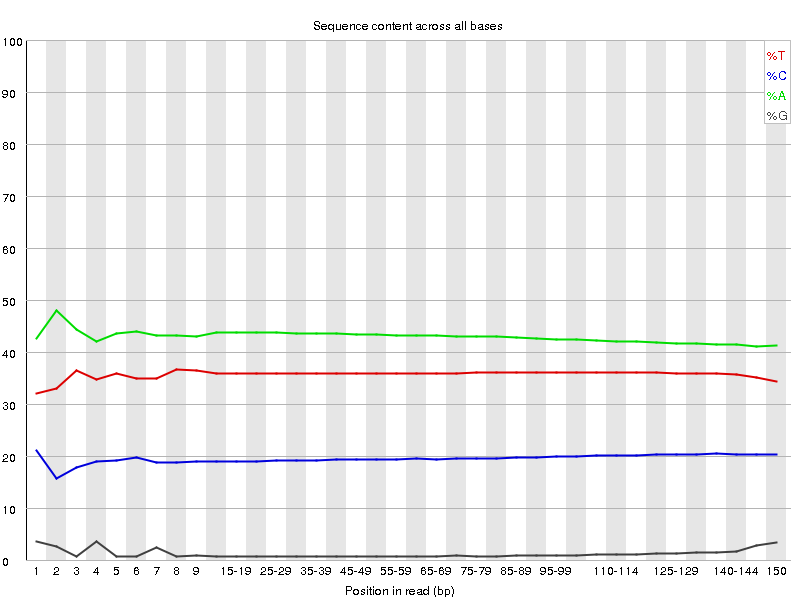 Sequence content across all bases
100
90
80
70
60
50
40
30
20
10
0
%T
%C
%A
%G
1 2 3 4 5 6 7 8 9 15-19 25-29 35-39 45-49 55-59 65-69 75-79 85-89 95-99 110-114 125-129 140-144 150
Position in read (bp)